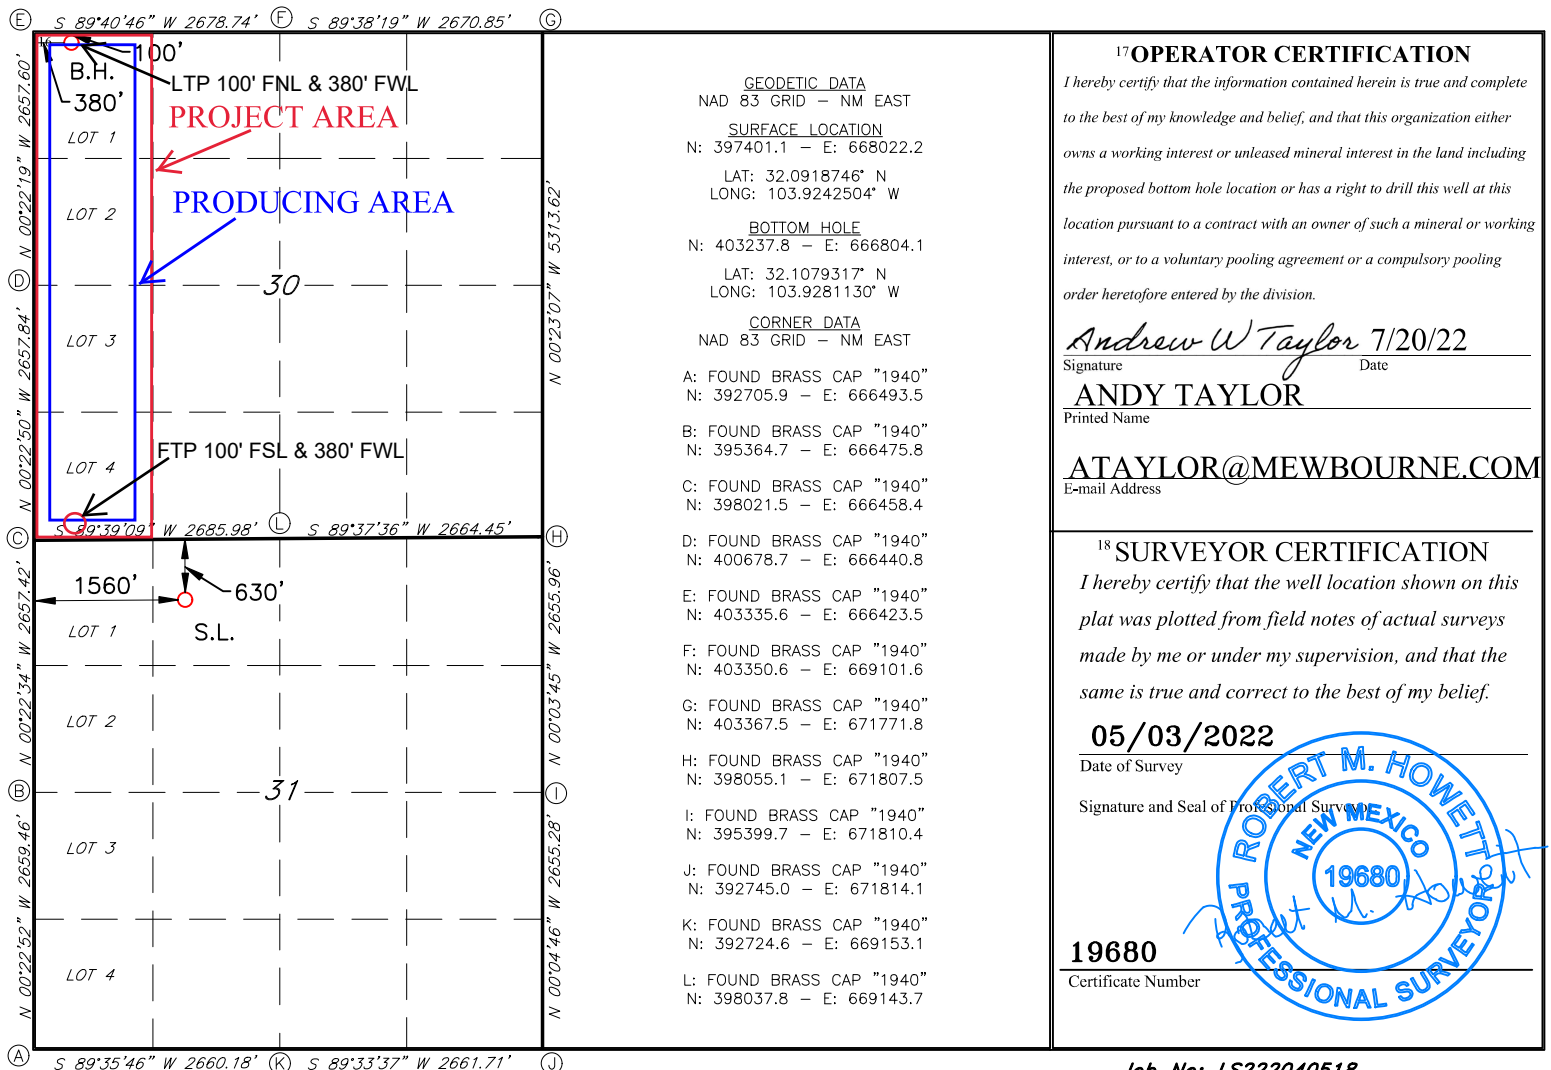 E S 89°40'46" W 2678.74' F S 89°38'19" W 2670.85' G
16
100'
B.H.
380'
LTP 100' FNL & 380' FWL
PROJECT AREA
LOT 1
PRODUCING AREA
LOT 2
D
30
LOT 3
FTP 100' FSL & 380' FWL
LOT 4
N 00°22'19" W 2657.60'
N 00°22'50" W 2657.84'
N 00°23'07" W 5313.62'
C S 89°39'09" W 2685.98' L S 89°37'36" W 2664.45' H
1560'
630'
S.L.
LOT 1
LOT 2
B
31
I
LOT 3
LOT 4
N 00°22'34" W 2657.42'
N 00°22'52" W 2659.46'
N 00°03'45" W 2655.96'
N 00°04'46" W 2655.28'
A S 89°35'46" W 2660.18' K S 89°33'37" W 2661.71' J
GEODETIC DATA
NAD 83 GRID – NM EAST
SURFACE LOCATION
N: 397401.1 – E: 668022.2
LAT: 32.0918746° N
LONG: 103.9242504° W
BOTTOM HOLE
N: 403237.8 – E: 666804.1
LAT: 32.1079317° N
LONG: 103.9281130° W
CORNER DATA
NAD 83 GRID – NM EAST
A: FOUND BRASS CAP "1940"
N: 392705.9 – E: 666493.5
B: FOUND BRASS CAP "1940"
N: 395364.7 – E: 666475.8
C: FOUND BRASS CAP "1940"
N: 398021.5 – E: 666458.4
D: FOUND BRASS CAP "1940"
N: 400678.7 – E: 666440.8
E: FOUND BRASS CAP "1940"
N: 403335.6 – E: 666423.5
F: FOUND BRASS CAP "1940"
N: 403350.6 – E: 669101.6
G: FOUND BRASS CAP "1940"
N: 403367.5 – E: 671771.8
H: FOUND BRASS CAP "1940"
N: 398055.1 – E: 671807.5
I: FOUND BRASS CAP "1940"
N: 395399.7 – E: 671810.4
J: FOUND BRASS CAP "1940"
N: 392745.0 – E: 671814.1
K: FOUND BRASS CAP "1940"
N: 392724.6 – E: 669153.1
L: FOUND BRASS CAP "1940"
N: 398037.8 – E: 669143.7
17 OPERATOR CERTIFICATION
I hereby certify that the information contained herein is true and complete
to the best of my knowledge and belief, and that this organization either
owns a working interest or unleased mineral interest in the land including
the proposed bottom hole location or has a right to drill this well at this
location pursuant to a contract with an owner of such a mineral or working
interest, or to a voluntary pooling agreement or a compulsory pooling
order heretofore entered by the division.
Andrew W Taylor 7/20/22
Signature Date
ANDY TAYLOR
Printed Name
ATAYLOR@MEWBOURNE.COM
E-mail Address
18 SURVEYOR CERTIFICATION
I hereby certify that the well location shown on this
plat was plotted from field notes of actual surveys
made by me or under my supervision, and that the
same is true and correct to the best of my belief.
05/03/2022
Date of Survey
Signature and Seal of Professional Surveyor
ROBERT M. HOWETT
NEW MEXICO
19680
PROFESSIONAL SURVEYOR
Robert M. Howett
19680
Certificate Number
Job No: LS222040518